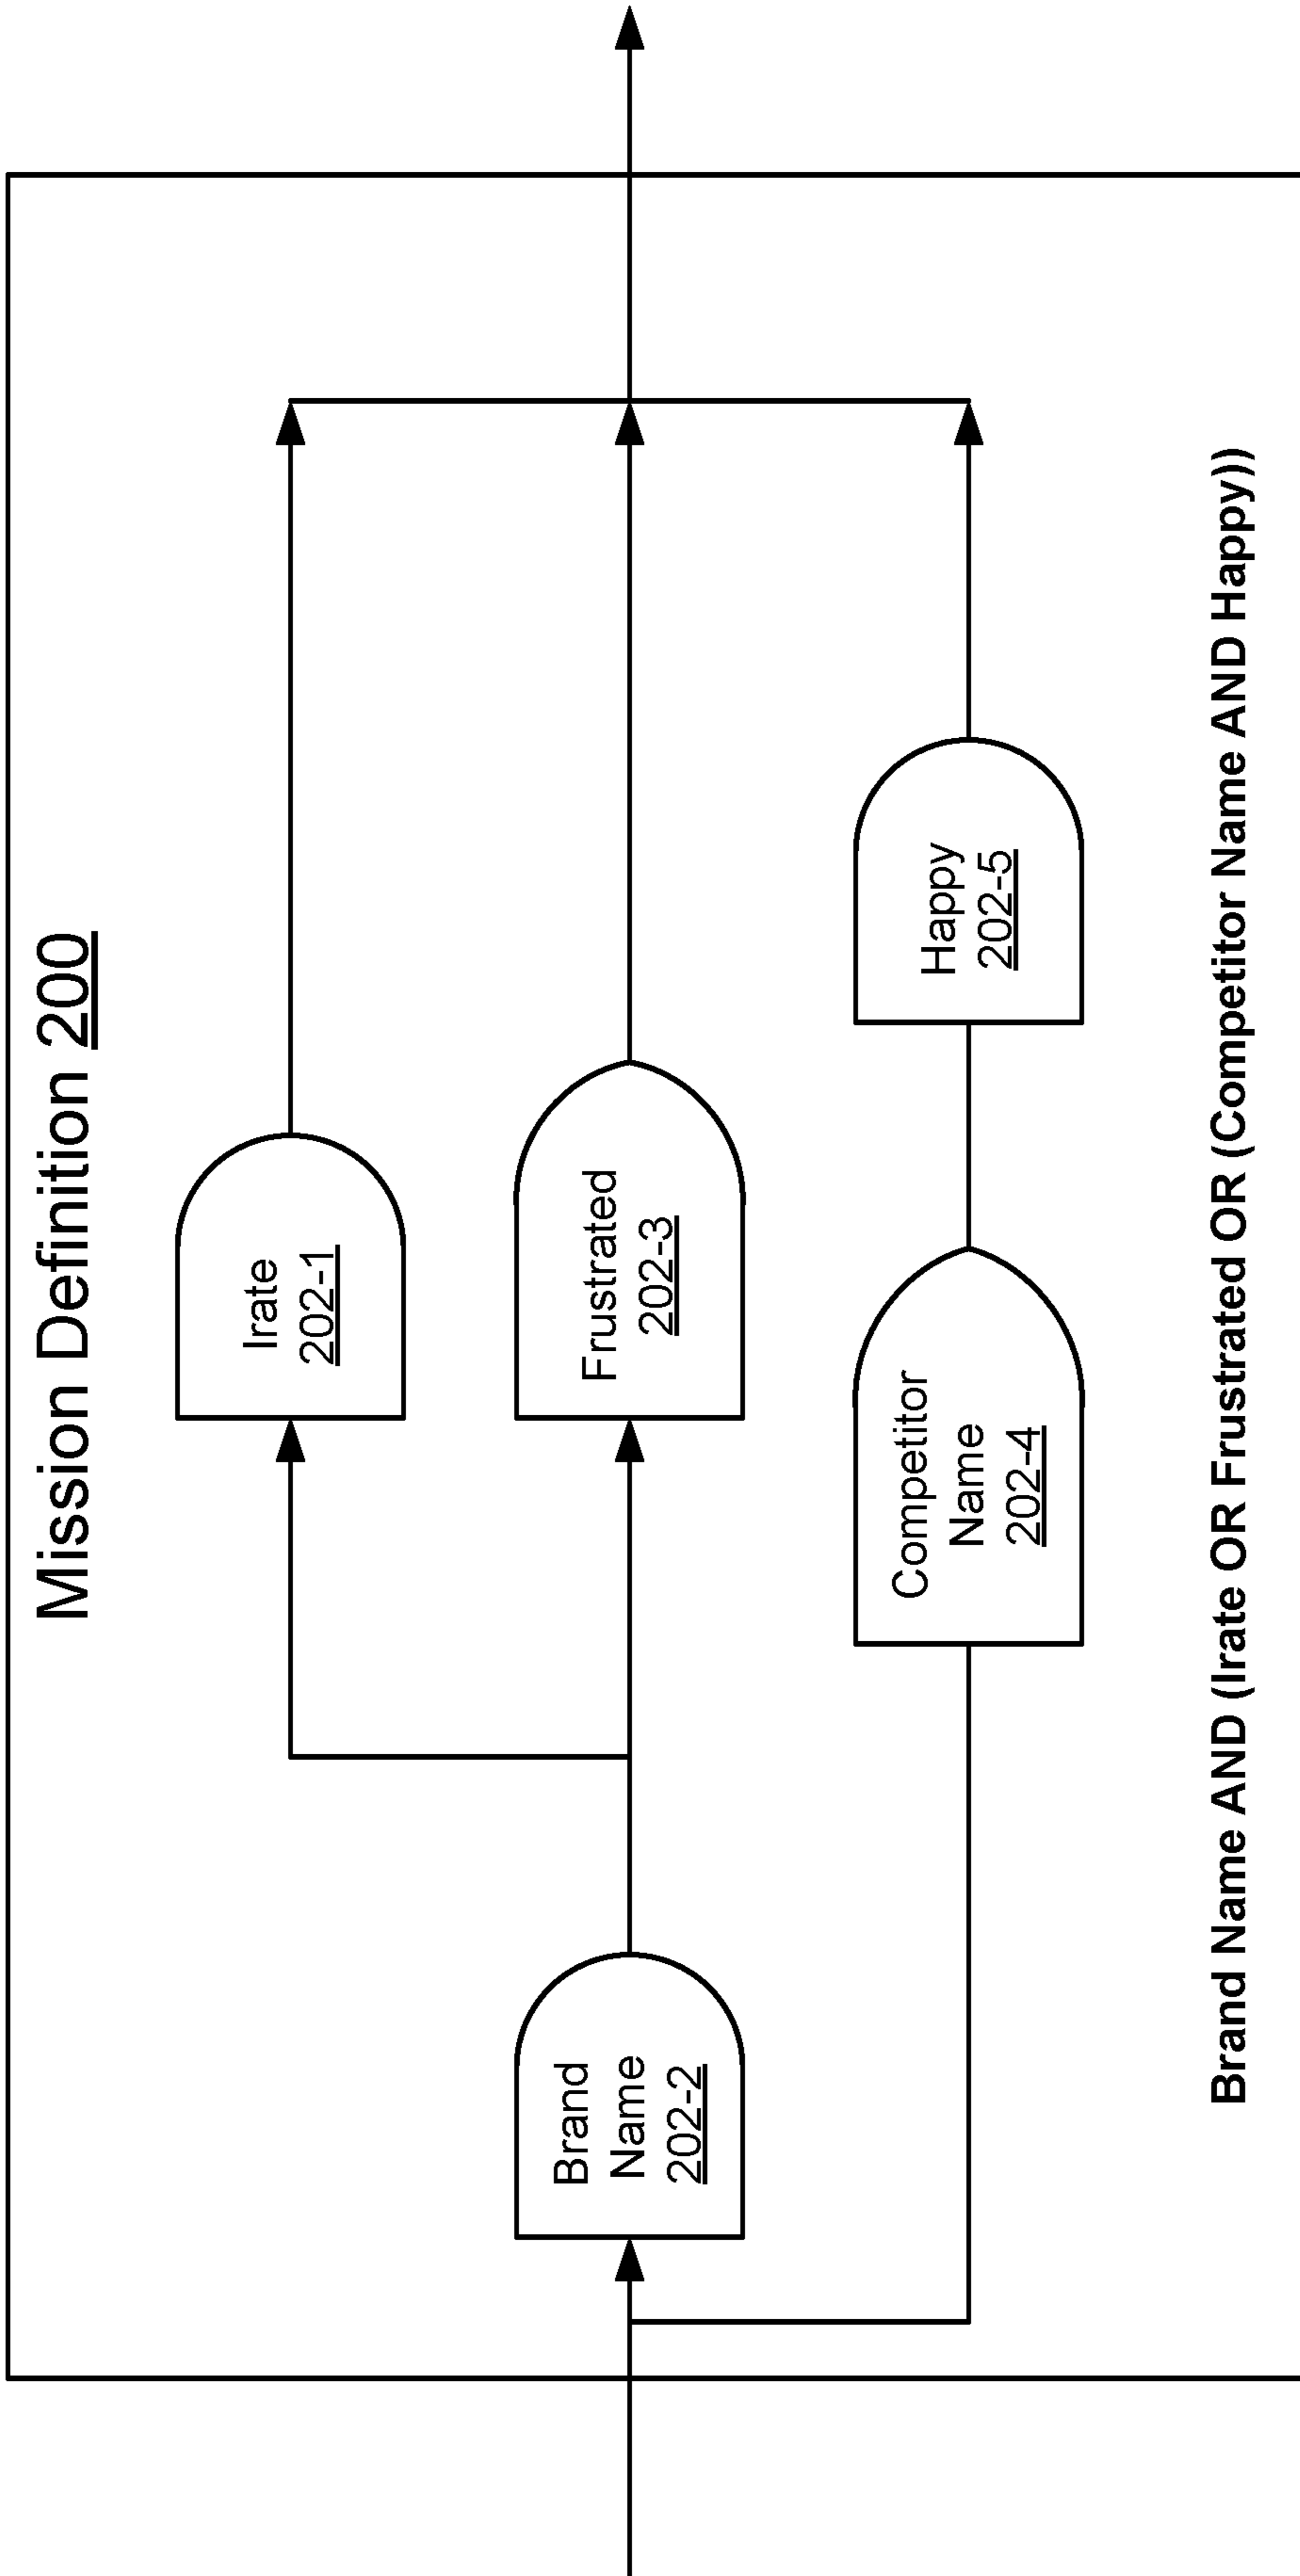 Mission Definition 200
Irate
202-1
Brand
Name
202-2
Frustrated
202-3
Competitor
Name
202-4
Happy
202-5
Brand Name AND (Irate OR Frustrated OR (Competitor Name AND Happy))